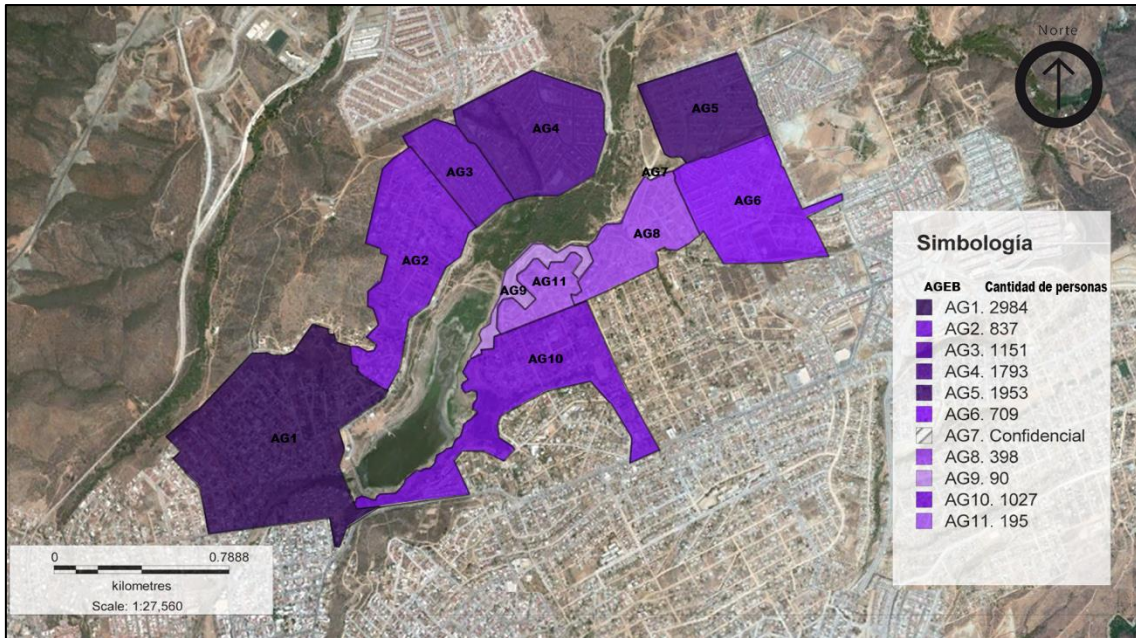 Norte
AG5
AG4
AG3
AG7
AG6
AG8
AG2
AG11
AG9
AG10
AG1
Simbología
AGEB Cantidad de personas
AG1. 2984
AG2. 837
AG3. 1151
AG4. 1793
AG5. 1953
AG6. 709
AG7. Confidencial
AG8. 398
AG9. 90
AG10. 1027
AG11. 195
0 0.7888
kilometres
Scale: 1:27,560